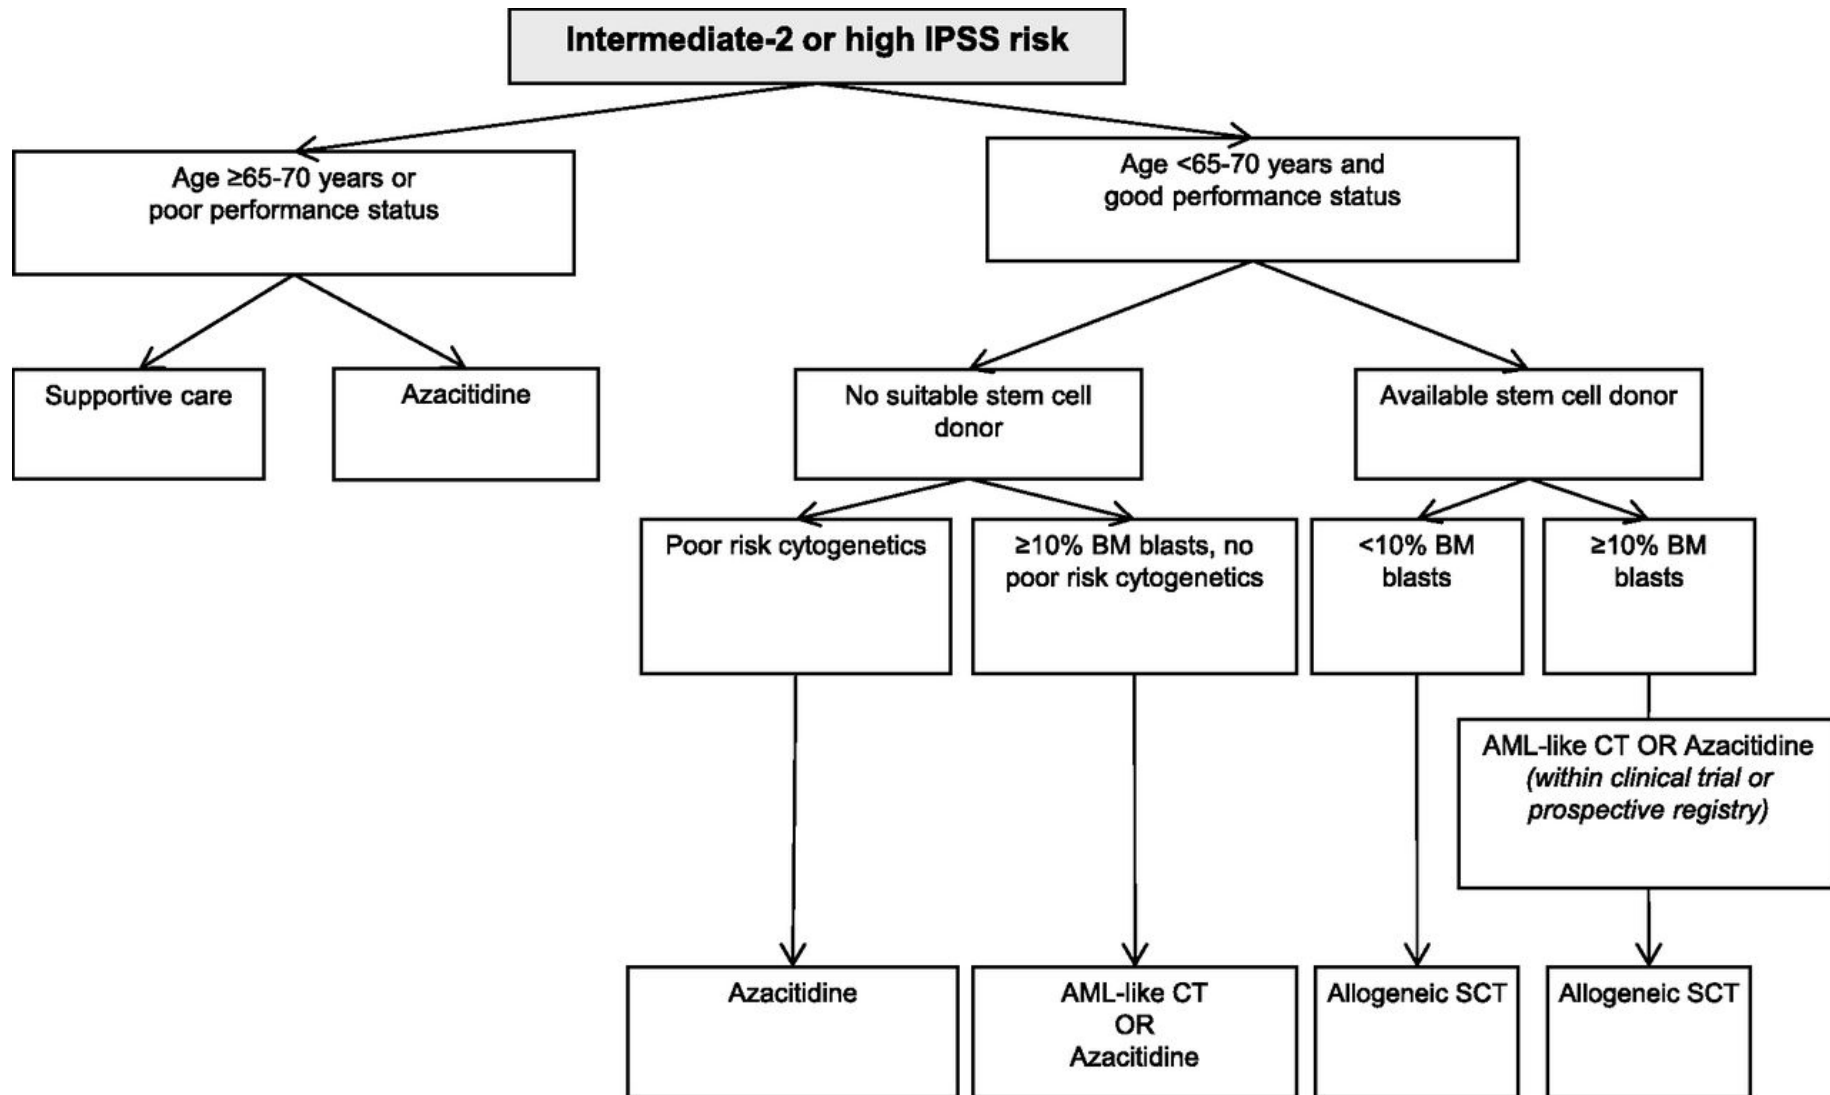 Intermediate-2 or high IPSS risk
Age ≥65-70 years or
poor performance status
Age <65-70 years and
good performance status
Supportive care
Azacitidine
No suitable stem cell
donor
Available stem cell donor
Poor risk cytogenetics
≥10% BM blasts, no
poor risk cytogenetics
<10% BM
blasts
≥10% BM
blasts
AML-like CT OR Azacitidine
(within clinical trial or
prospective registry)
Azacitidine
AML-like CT
OR
Azacitidine
Allogeneic SCT
Allogeneic SCT